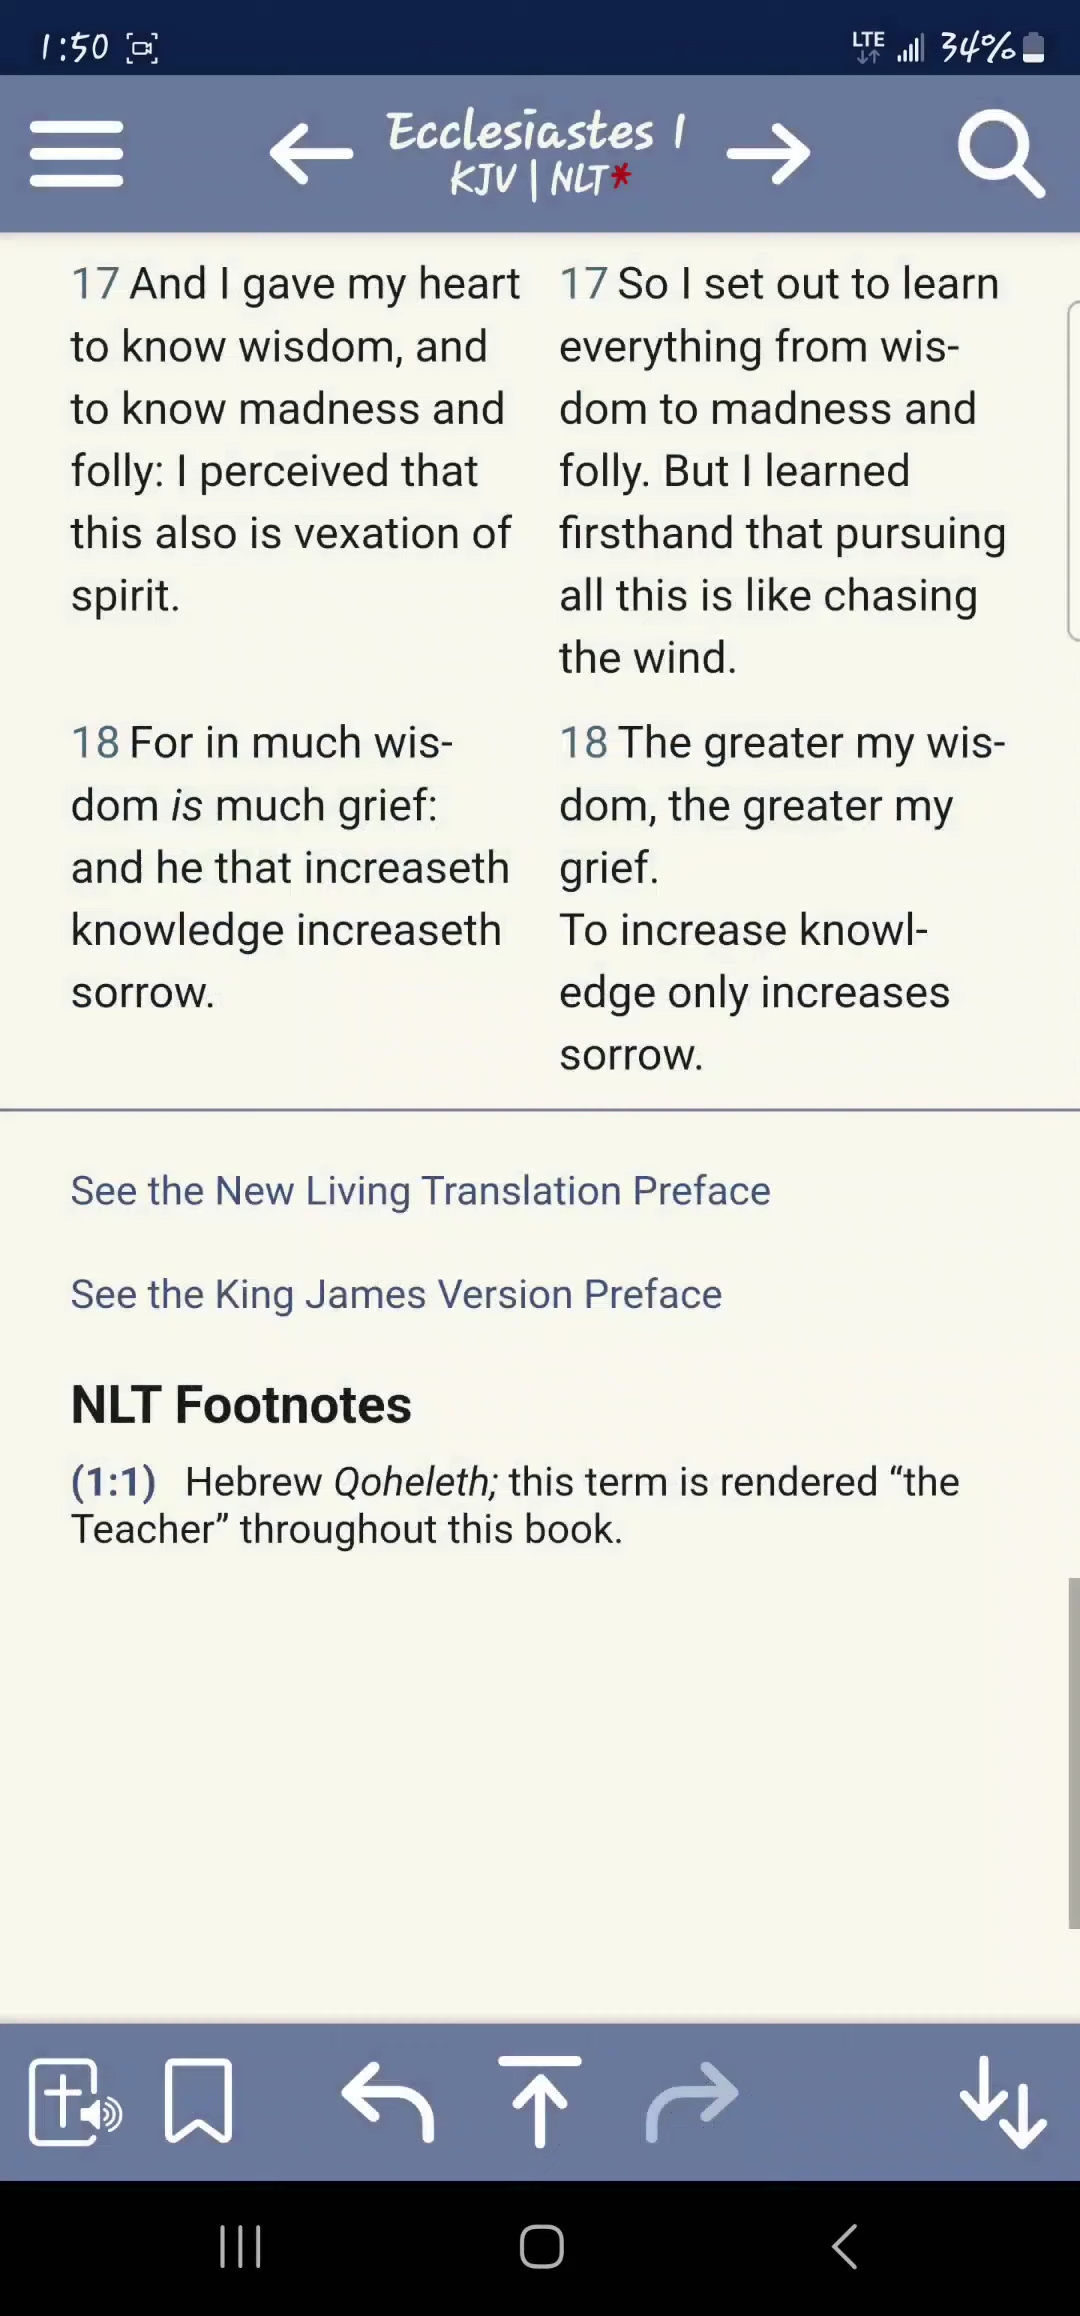 1:50
LTE
34%
Ecclesiastes 1
KJV | NLT*
17 And I gave my heart
to know wisdom, and
to know madness and
folly: I perceived that
this also is vexation of
spirit.
17 So I set out to learn
everything from wis-
dom to madness and
folly. But I learned
firsthand that pursuing
all this is like chasing
the wind.
18 For in much wis-
dom is much grief:
and he that increaseth
knowledge increaseth
sorrow.
18 The greater my wis-
dom, the greater my
grief.
To increase knowl-
edge only increases
sorrow.
See the New Living Translation Preface
See the King James Version Preface
NLT Footnotes
(1:1) Hebrew Qoheleth; this term is rendered “the
Teacher” throughout this book.